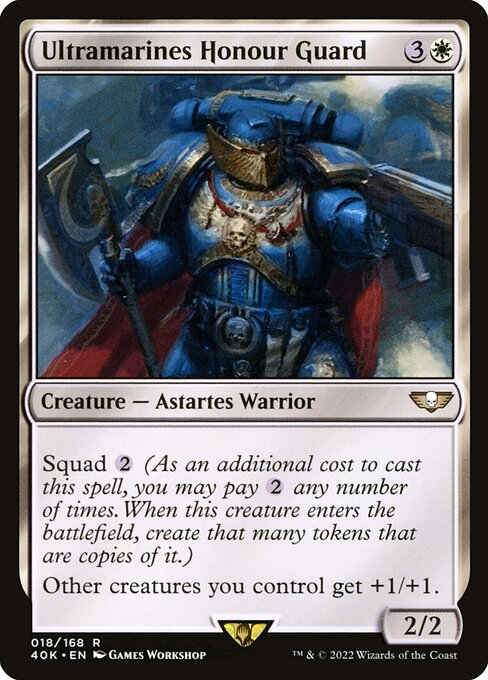 Ultramarines Honour Guard 3
Creature — Astartes Warrior
Squad 2 (As an additional cost to cast
this spell, you may pay 2 any number
of times. When this creature enters the
battlefield, create that many tokens that
are copies of it.)
Other creatures you control get +1/+1.
2/2
018/168 R
40K • EN Games Workshop
™ & © 2022 Wizards of the Coast